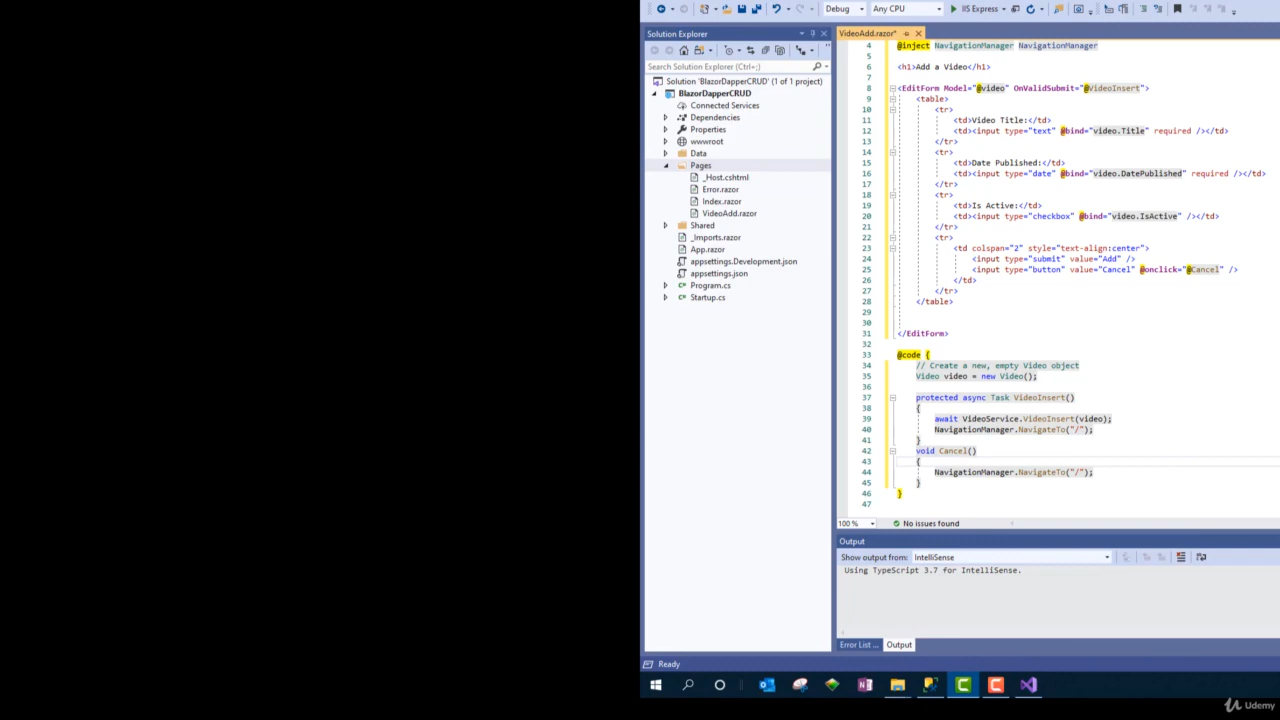 Debug
Any CPU
IIS Express
Solution Explorer
Search Solution Explorer (Ctrl+;)
Solution 'BlazorDapperCRUD' (1 of 1 project)
BlazorDapperCRUD
Connected Services
Dependencies
Properties
wwwroot
Data
Pages
_Host.cshtml
Error.razor
Index.razor
VideoAdd.razor
Shared
_Imports.razor
App.razor
appsettings.Development.json
appsettings.json
C# Program.cs
C# Startup.cs
VideoAdd.razor*
4 @inject NavigationManager NavigationManager
5
6 <h1>Add a Video</h1>
7
8 <EditForm Model="@video" OnValidSubmit="@VideoInsert">
9 <table>
10 <tr>
11 <td>Video Title:</td>
12 <td><input type="text" @bind="video.Title" required /></td>
13 </tr>
14 <tr>
15 <td>Date Published:</td>
16 <td><input type="date" @bind="video.DatePublished" required /></td>
17 </tr>
18 <tr>
19 <td>Is Active:</td>
20 <td><input type="checkbox" @bind="video.IsActive" /></td>
21 </tr>
22 <tr>
23 <td colspan="2" style="text-align:center">
24 <input type="submit" value="Add" />
25 <input type="button" value="Cancel" @onclick="@Cancel" />
26 </td>
27 </tr>
28 </table>
29
30
31 </EditForm>
32
33 @code {
34 // Create a new, empty Video object
35 Video video = new Video();
36
37 protected async Task VideoInsert()
38 {
39 await VideoService.VideoInsert(video);
40 NavigationManager.NavigateTo("/");
41 }
42 void Cancel()
43 {
44 NavigationManager.NavigateTo("/");
45 }
46 }
47
100 %
No issues found
Output
Show output from: IntelliSense
Using TypeScript 3.7 for IntelliSense.
Error List ...
Output
Ready
Udemy